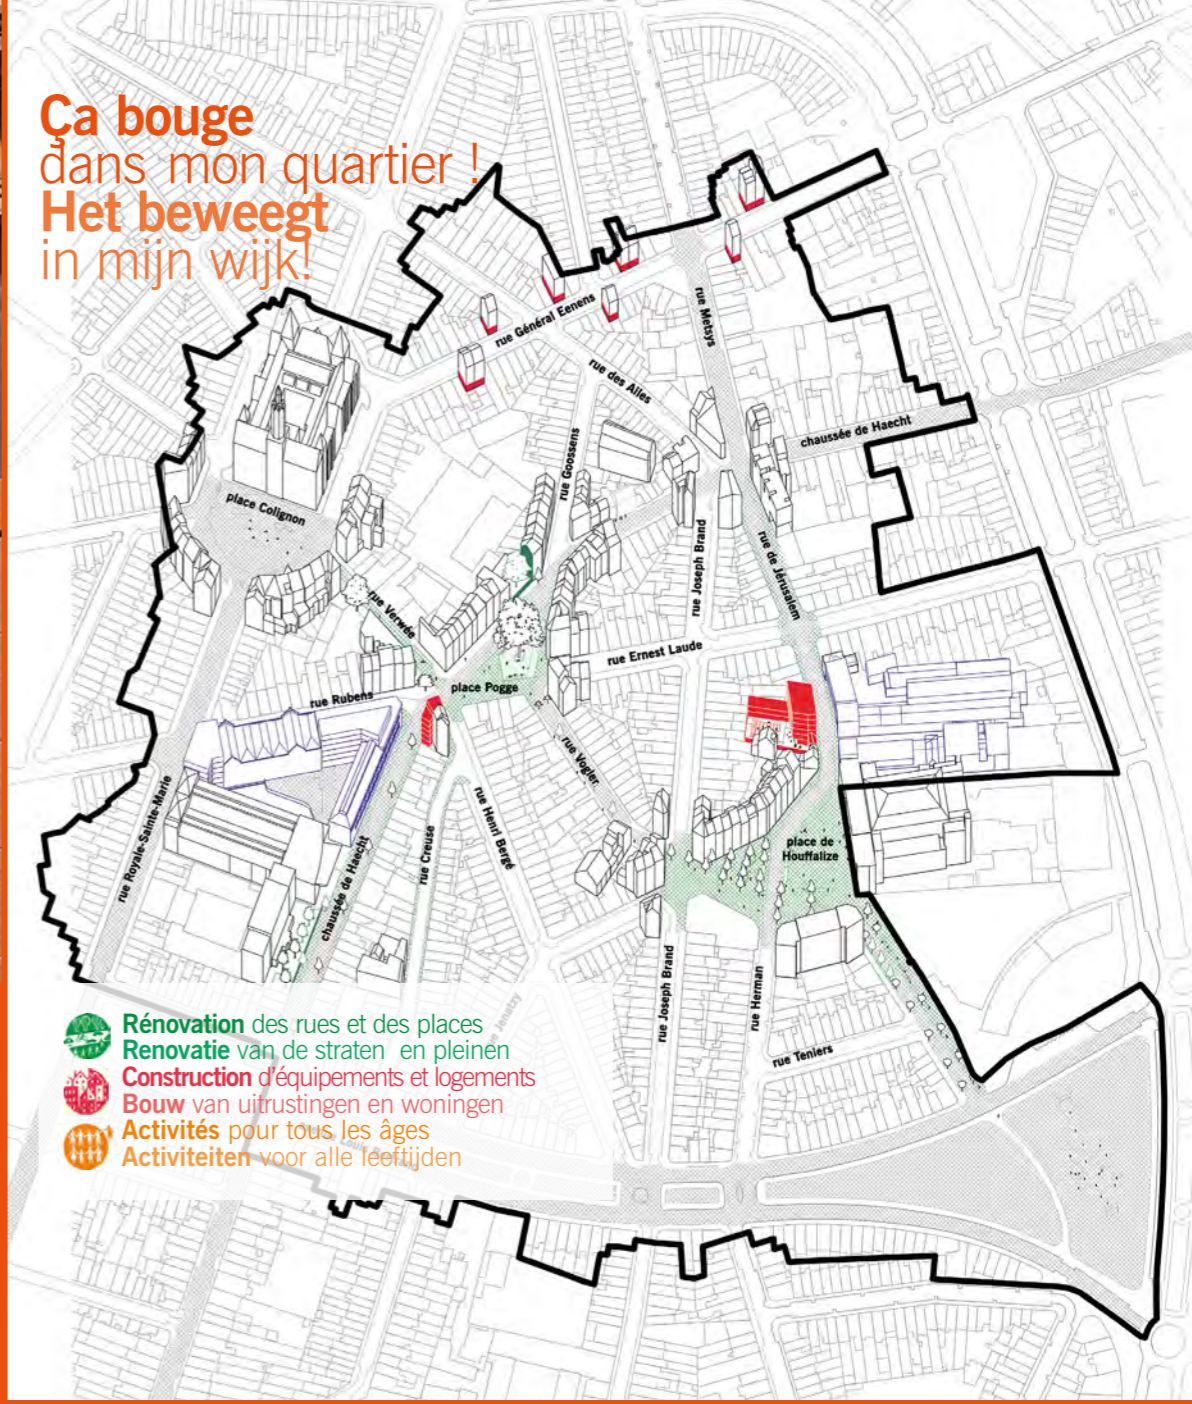 Ça bouge
dans mon quartier !
Het beweegt
in mijn wijk!
rue Général Eenens
rue Metsys
rue des Ailes
chaussée de Haecht
rue Goossens
place Colignon
rue Joseph Brand
rue de Jérusalem
rue Verwée
rue Ernest Laude
place Pogge
rue Rubens
rue Vogler
rue Royale-Sainte-Marie
rue Henri Bergé
rue Creuse
chaussée de Haecht
place de
Houffalize
rue Joseph Brand
rue Herman
rue Teniers
Jenatzy
Rénovation des rues et des places
Renovatie van de straten en pleinen
Construction d'équipements et logements
Bouw van uitrustingen en woningen
Activités pour tous les âges
Activiteiten voor alle leeftijden